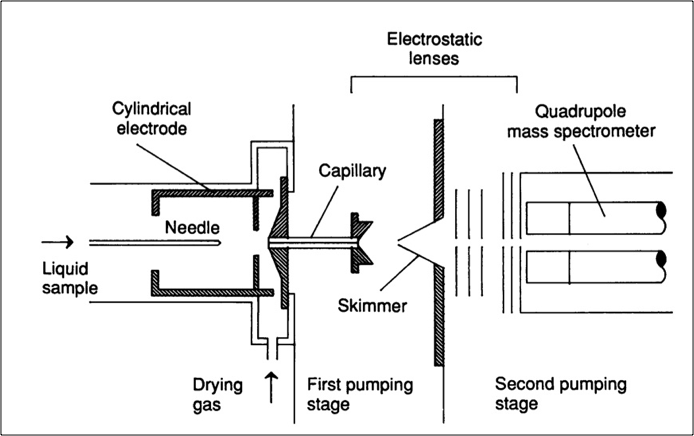 Electrostatic
lenses
Cylindrical
electrode
Quadrupole
mass spectrometer
Capillary
Needle
Liquid
sample
Skimmer
Drying
gas
First pumping
stage
Second pumping
stage